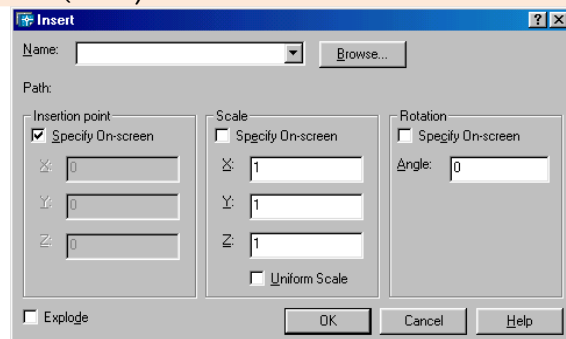 Insert
Name:
Browse...
Path:
Insertion point Scale Rotation
Specify On-screen Specify On-screen Specify On-screen
X: 0 X: 1 Angle: 0
Y: 0 Y: 1
Z: 0 Z: 1
Uniform Scale
Explode OK Cancel Help